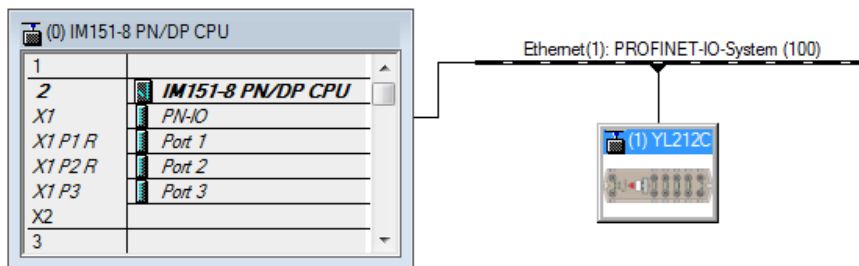 (0) IM151-8 PN/DP CPU
1
2 IM151-8 PN/DP CPU
X1 PN-IO
X1 P1 R Port 1
X1 P2 R Port 2
X1 P3 Port 3
X2
3
Ethernet(1): PROFINET-IO-System (100)
(1) YL212C